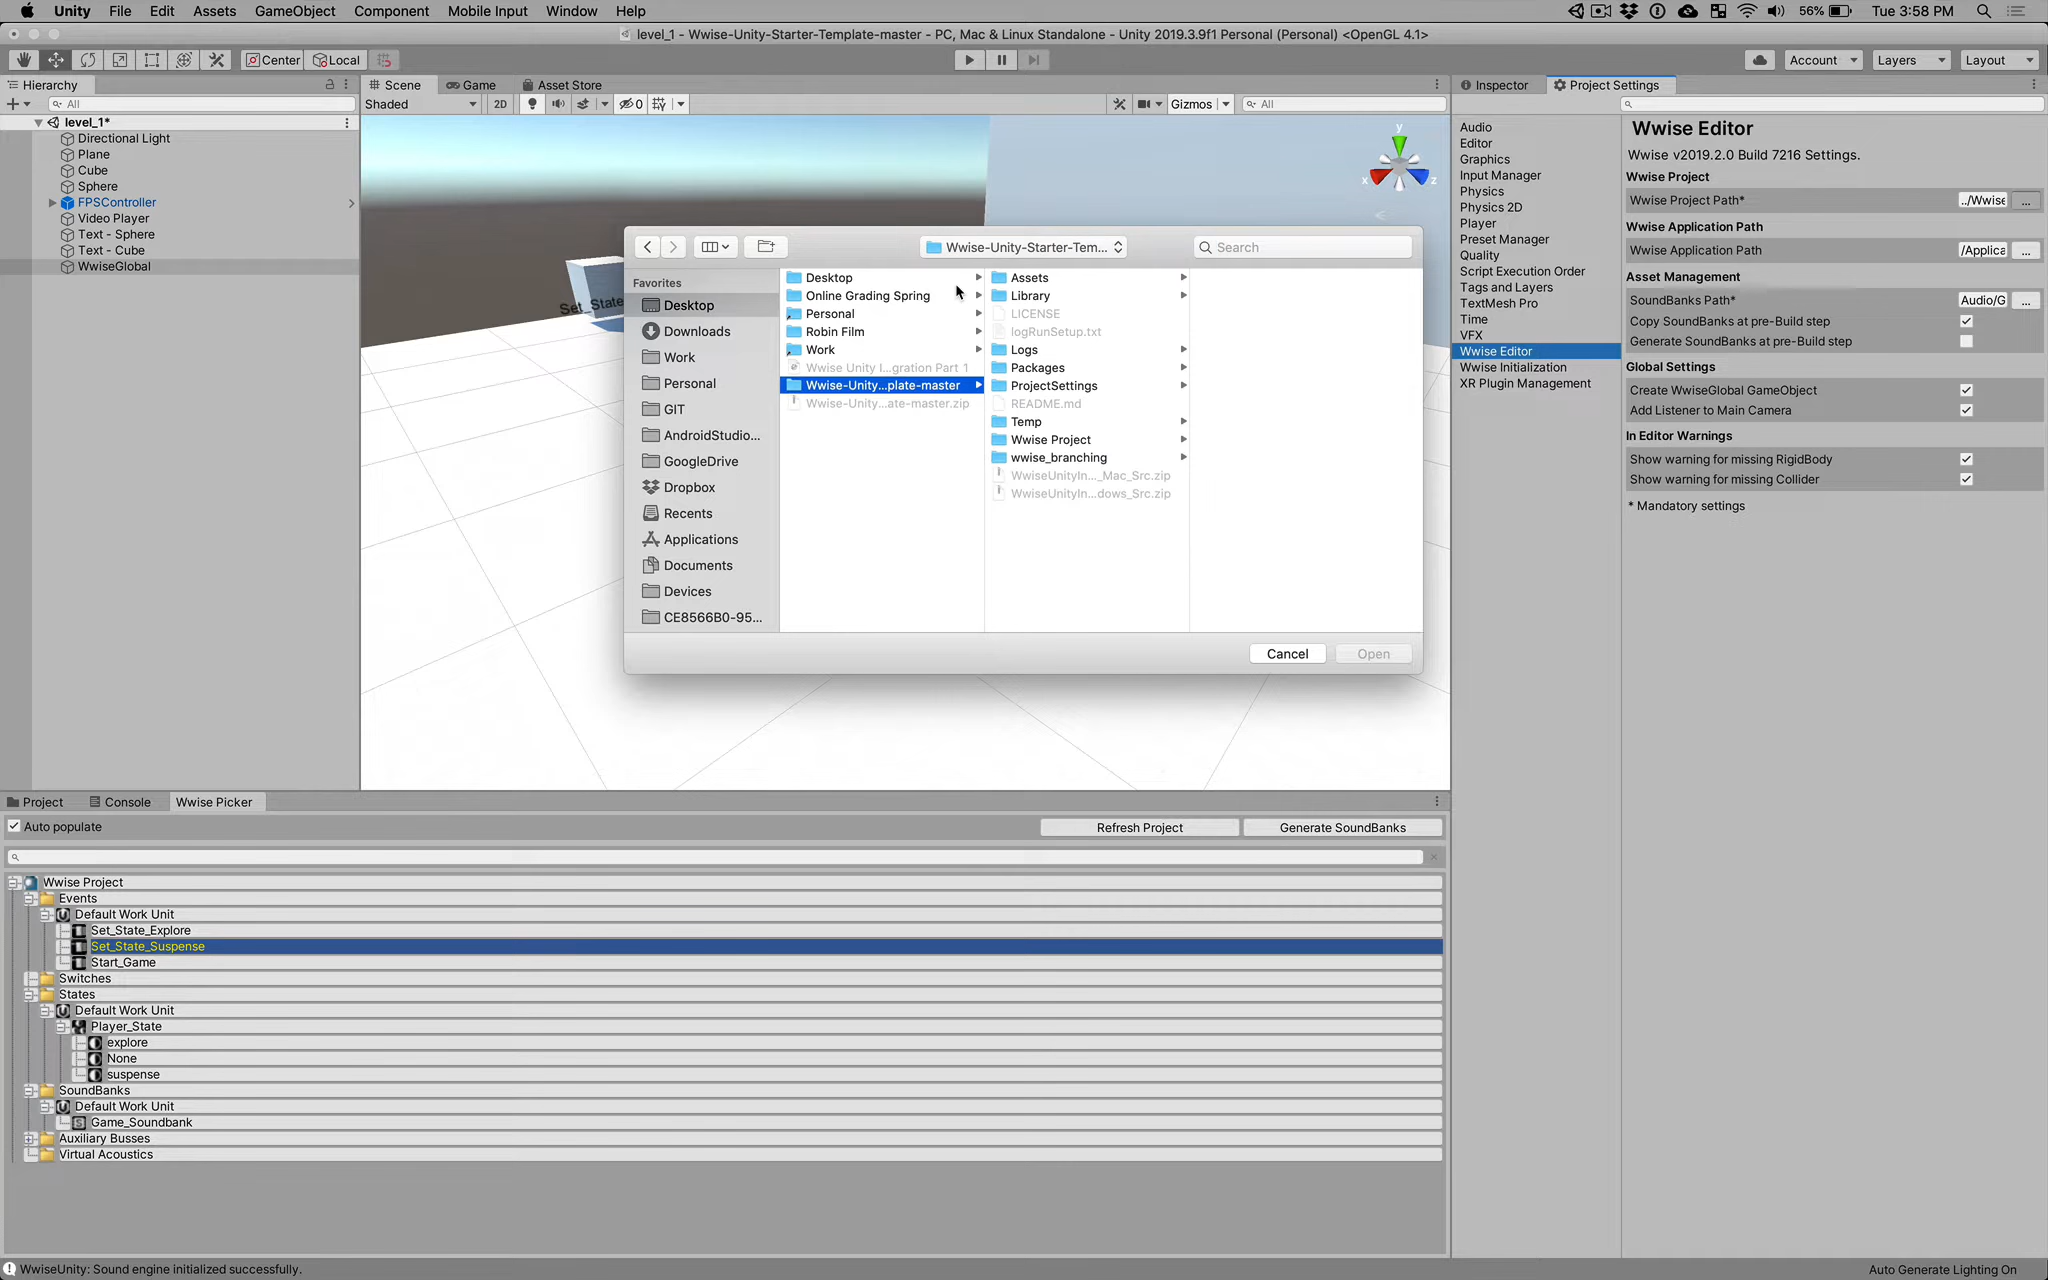 Unity File Edit Assets GameObject Component Mobile Input Window Help
56% Tue 3:58 PM
level_1 - Wwise-Unity-Starter-Template-master - PC, Mac & Linux Standalone - Unity 2019.3.9f1 Personal (Personal) <OpenGL 4.1>
Center Local
Account Layers Layout
Hierarchy
All
level_1*
Directional Light
Plane
Cube
Sphere
FPSController
Video Player
Text - Sphere
Text - Cube
WwiseGlobal
Scene Game Asset Store
Shaded 2D 0 Gizmos All
y
x z
Set_State
Wwise-Unity-Starter-Tem...
Search
Favorites
Desktop
Downloads
Work
Personal
GIT
AndroidStudio...
GoogleDrive
Dropbox
Recents
Applications
Documents
Devices
CE8566B0-95...
Desktop
Online Grading Spring
Personal
Robin Film
Work
Wwise Unity I...gration Part 1
Wwise-Unity...plate-master
Wwise-Unity...ate-master.zip
Assets
Library
LICENSE
logRunSetup.txt
Logs
Packages
ProjectSettings
README.md
Temp
Wwise Project
wwise_branching
WwiseUnityIn..._Mac_Src.zip
WwiseUnityIn...dows_Src.zip
Cancel Open
Inspector Project Settings
Audio
Editor
Graphics
Input Manager
Physics
Physics 2D
Player
Preset Manager
Quality
Script Execution Order
Tags and Layers
TextMesh Pro
Time
VFX
Wwise Editor
Wwise Initialization
XR Plugin Management
Wwise Editor
Wwise v2019.2.0 Build 7216 Settings.
Wwise Project
Wwise Project Path* ../Wwise ...
Wwise Application Path
Wwise Application Path /Applica ...
Asset Management
SoundBanks Path* Audio/G ...
Copy SoundBanks at pre-Build step
Generate SoundBanks at pre-Build step
Global Settings
Create WwiseGlobal GameObject
Add Listener to Main Camera
In Editor Warnings
Show warning for missing RigidBody
Show warning for missing Collider
* Mandatory settings
Project Console Wwise Picker
Auto populate Refresh Project Generate SoundBanks
Wwise Project
Events
Default Work Unit
Set_State_Explore
Set_State_Suspense
Start_Game
Switches
States
Default Work Unit
Player_State
explore
None
suspense
SoundBanks
Default Work Unit
Game_Soundbank
Auxiliary Busses
Virtual Acoustics
WwiseUnity: Sound engine initialized successfully.
Auto Generate Lighting On